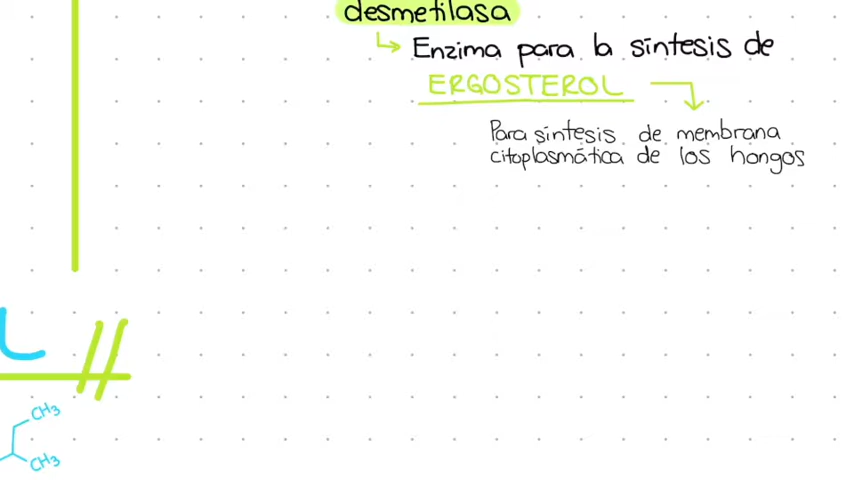 desmetilasa
Enzima para la síntesis de
ERGOSTEROL
Para síntesis de membrana
citoplasmática de los hongos
L
CH3
CH3